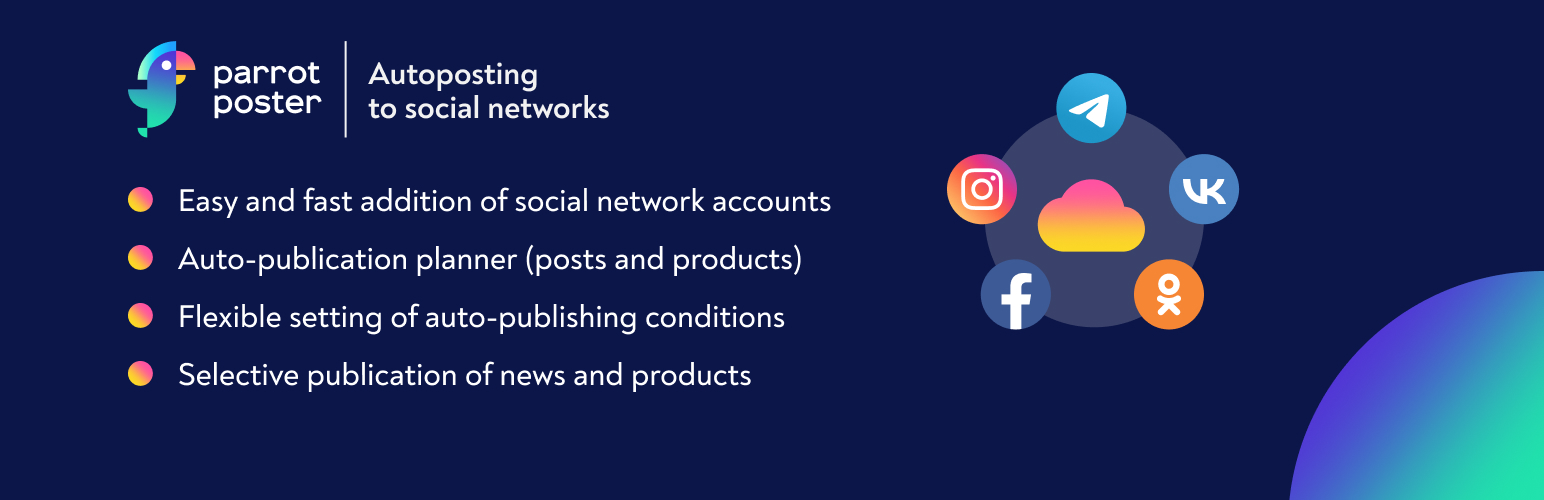 parrot
poster
Autoposting
to social networks
Easy and fast addition of social network accounts
Auto-publication planner (posts and products)
Flexible setting of auto-publishing conditions
Selective publication of news and products